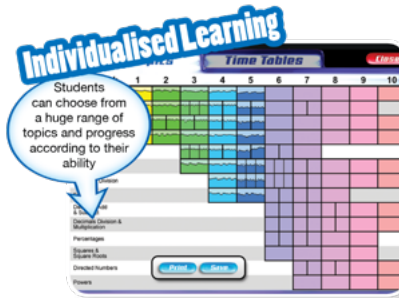 Individualised Learning
Time Tables
Close
Students
can choose from
a huge range of
topics and progress
according to their
ability
1 2 3 4 5 6 7 8 9 10
Division
& 
Decimals Division &
Multiplication
Percentages
Squares &
Square Roots
Directed Numbers
Powers
Print
Save